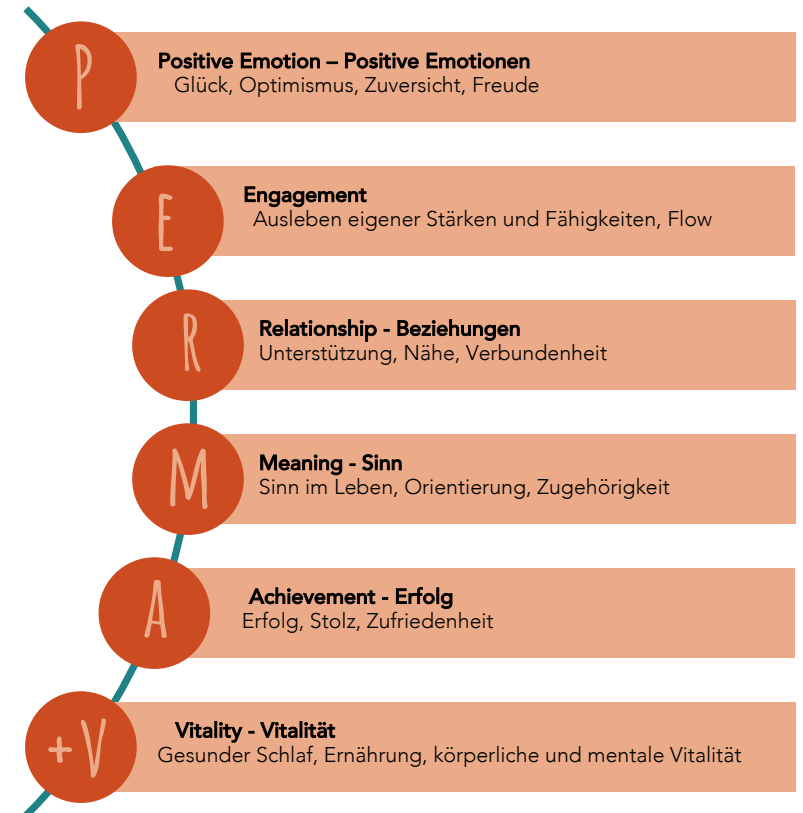 P
Positive Emotion – Positive Emotionen
Glück, Optimismus, Zuversicht, Freude
E
Engagement
Ausleben eigener Stärken und Fähigkeiten, Flow
R
Relationship - Beziehungen
Unterstützung, Nähe, Verbundenheit
M
Meaning - Sinn
Sinn im Leben, Orientierung, Zugehörigkeit
A
Achievement - Erfolg
Erfolg, Stolz, Zufriedenheit
+V
Vitality - Vitalität
Gesunder Schlaf, Ernährung, körperliche und mentale Vitalität